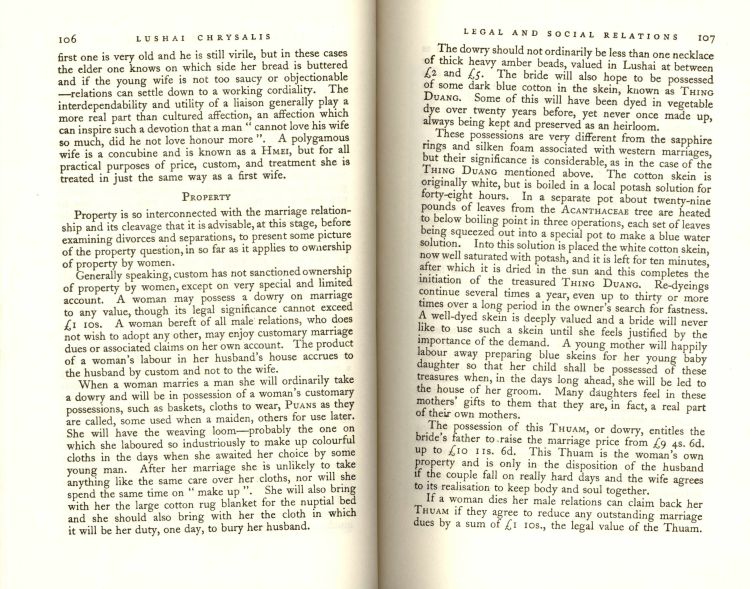 106 LUSHAI CHRYSALIS
first one is very old and he is still virile, but in these cases
the elder one knows on which side her bread is buttered
and if the young wife is not too saucy or objectionable
—relations can settle down to a working cordiality. The
interdependability and utility of a liaison generally play a
more real part than cultured affection, an affection which
can inspire such a devotion that a man “ cannot love his wife
so much, did he not love honour more ”. A polygamous
wife is a concubine and is known as a HMEI, but for all
practical purposes of price, custom, and treatment she is
treated in just the same way as a first wife.
PROPERTY
Property is so interconnected with the marriage relation-
ship and its cleavage that it is advisable, at this stage, before
examining divorces and separations, to present some picture
of the property question, in so far as it applies to ownership
of property by women.
Generally speaking, custom has not sanctioned ownership
of property by women, except on very special and limited
account. A woman may possess a dowry on marriage
to any value, though its legal significance cannot exceed
£1 10s. A woman bereft of all male relations, who does
not wish to adopt any other, may enjoy customary marriage
dues or associated claims on her own account. The product
of a woman's labour in her husband's house accrues to
the husband by custom and not to the wife.
When a woman marries a man she will ordinarily take
a dowry and will be in possession of a woman's customary
possessions, such as baskets, cloths to wear, PUANS as they
are called, some used when a maiden, others for use later.
She will have the weaving loom—probably the one on
which she laboured so industriously to make up colourful
cloths in the days when she awaited her choice by some
young man. After her marriage she is unlikely to take
anything like the same care over her cloths, nor will she
spend the same time on “ make up ”. She will also bring
with her the large cotton rug blanket for the nuptial bed
and she should also bring with her the cloth in which
it will be her duty, one day, to bury her husband.
LEGAL AND SOCIAL RELATIONS 107
The dowry should not ordinarily be less than one necklace
of thick heavy amber beads, valued in Lushai at between
£2 and £5. The bride will also hope to be possessed
of some dark blue cotton in the skein, known as THING
DUANG. Some of this will have been dyed in vegetable
dye over twenty years before, yet never once made up,
always being kept and preserved as an heirloom.
These possessions are very different from the sapphire
rings and silken foam associated with western marriages,
but their significance is considerable, as in the case of the
THING DUANG mentioned above. The cotton skein is
originally white, but is boiled in a local potash solution for
forty-eight hours. In a separate pot about twenty-nine
pounds of leaves from the ACANTHACEAE tree are heated
to below boiling point in three operations, each set of leaves
being squeezed out into a special pot to make a blue water
solution. Into this solution is placed the white cotton skein,
now well saturated with potash, and it is left for ten minutes,
after which it is dried in the sun and this completes the
initiation of the treasured THING DUANG. Re-dyeings
continue several times a year, even up to thirty or more
times over a long period in the owner's search for fastness.
A well-dyed skein is deeply valued and a bride will never
like to use such a skein until she feels justified by the
importance of the demand. A young mother will happily
labour away preparing blue skeins for her young baby
daughter so that her child shall be possessed of these
treasures when, in the days long ahead, she will be led to
the house of her groom. Many daughters feel in these
mothers' gifts to them that they are, in fact, a real part
of their own mothers.
The possession of this THUAM, or dowry, entitles the
bride's father to raise the marriage price from £9 4s. 6d.
up to £10 11s. 6d. This Thuam is the woman's own
property and is only in the disposition of the husband
if the couple fall on really hard days and the wife agrees
to its realisation to keep body and soul together.
If a woman dies her male relations can claim back her
THUAM if they agree to reduce any outstanding marriage
dues by a sum of £1 10s., the legal value of the Thuam.